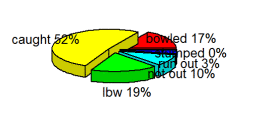 caught 52%
bowled 17%
stumped 0%
run out 3%
not out 10%
lbw 19%